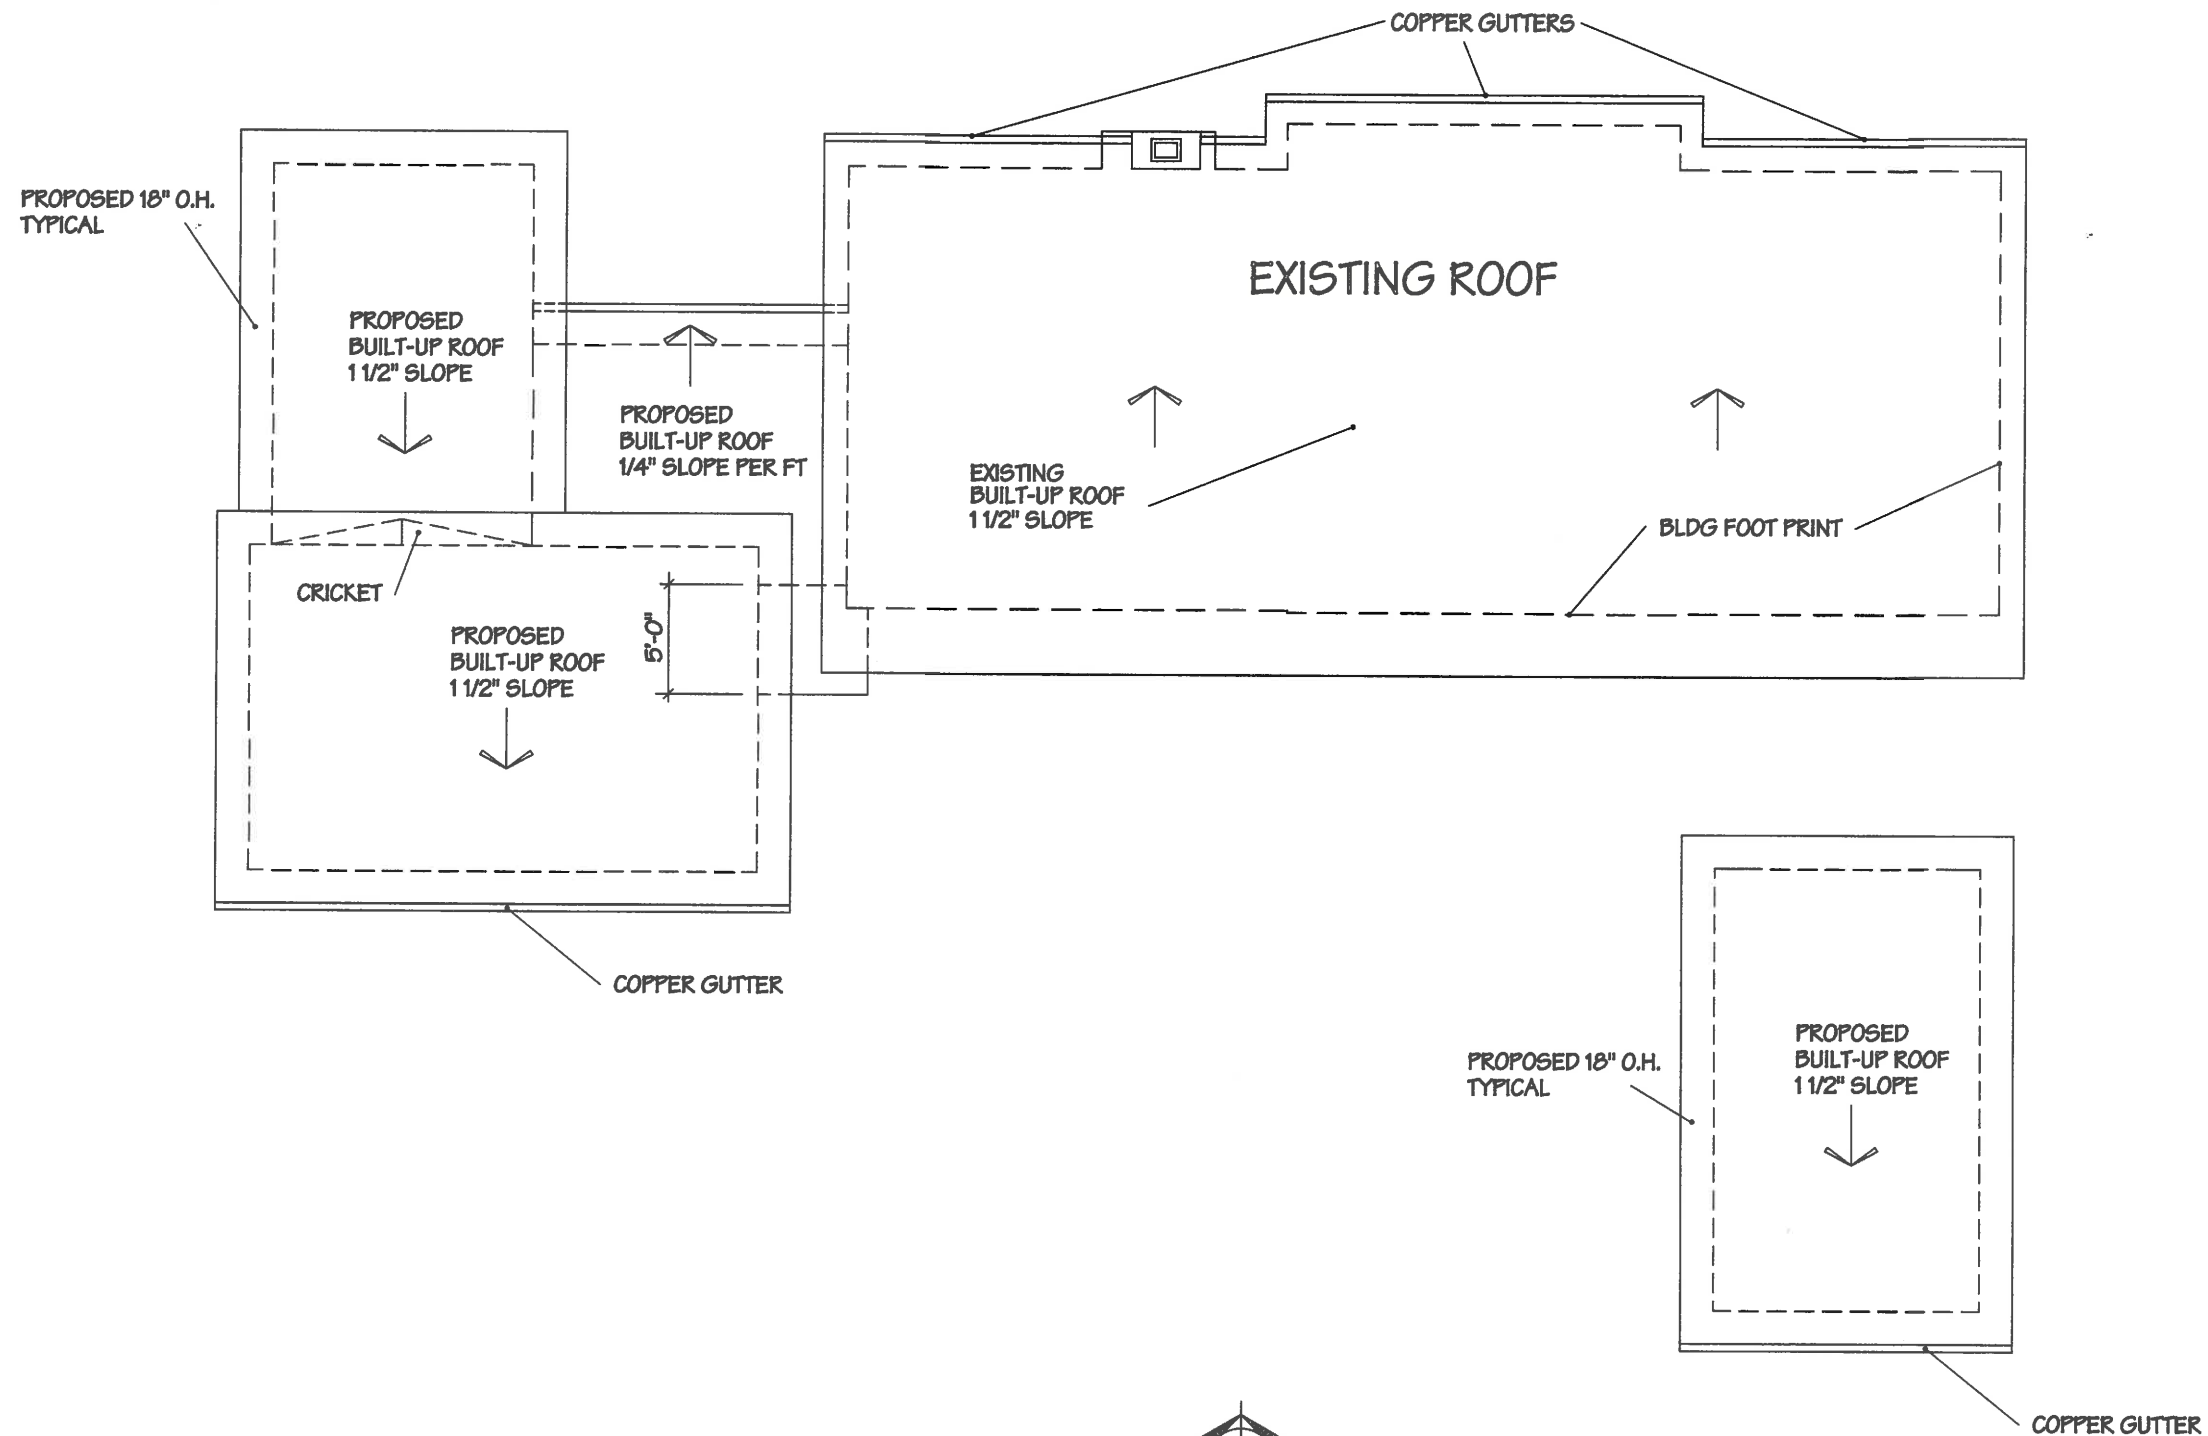 COPPER GUTTERS
PROPOSED 18" O.H.
TYPICAL
EXISTING ROOF
PROPOSED
BUILT-UP ROOF
1 1/2" SLOPE
PROPOSED
BUILT-UP ROOF
1/4" SLOPE PER FT
EXISTING
BUILT-UP ROOF
1 1/2" SLOPE
BLDG FOOT PRINT
CRICKET
PROPOSED
BUILT-UP ROOF
1 1/2" SLOPE
5'-0"
COPPER GUTTER
PROPOSED 18" O.H.
TYPICAL
PROPOSED
BUILT-UP ROOF
1 1/2" SLOPE
COPPER GUTTER